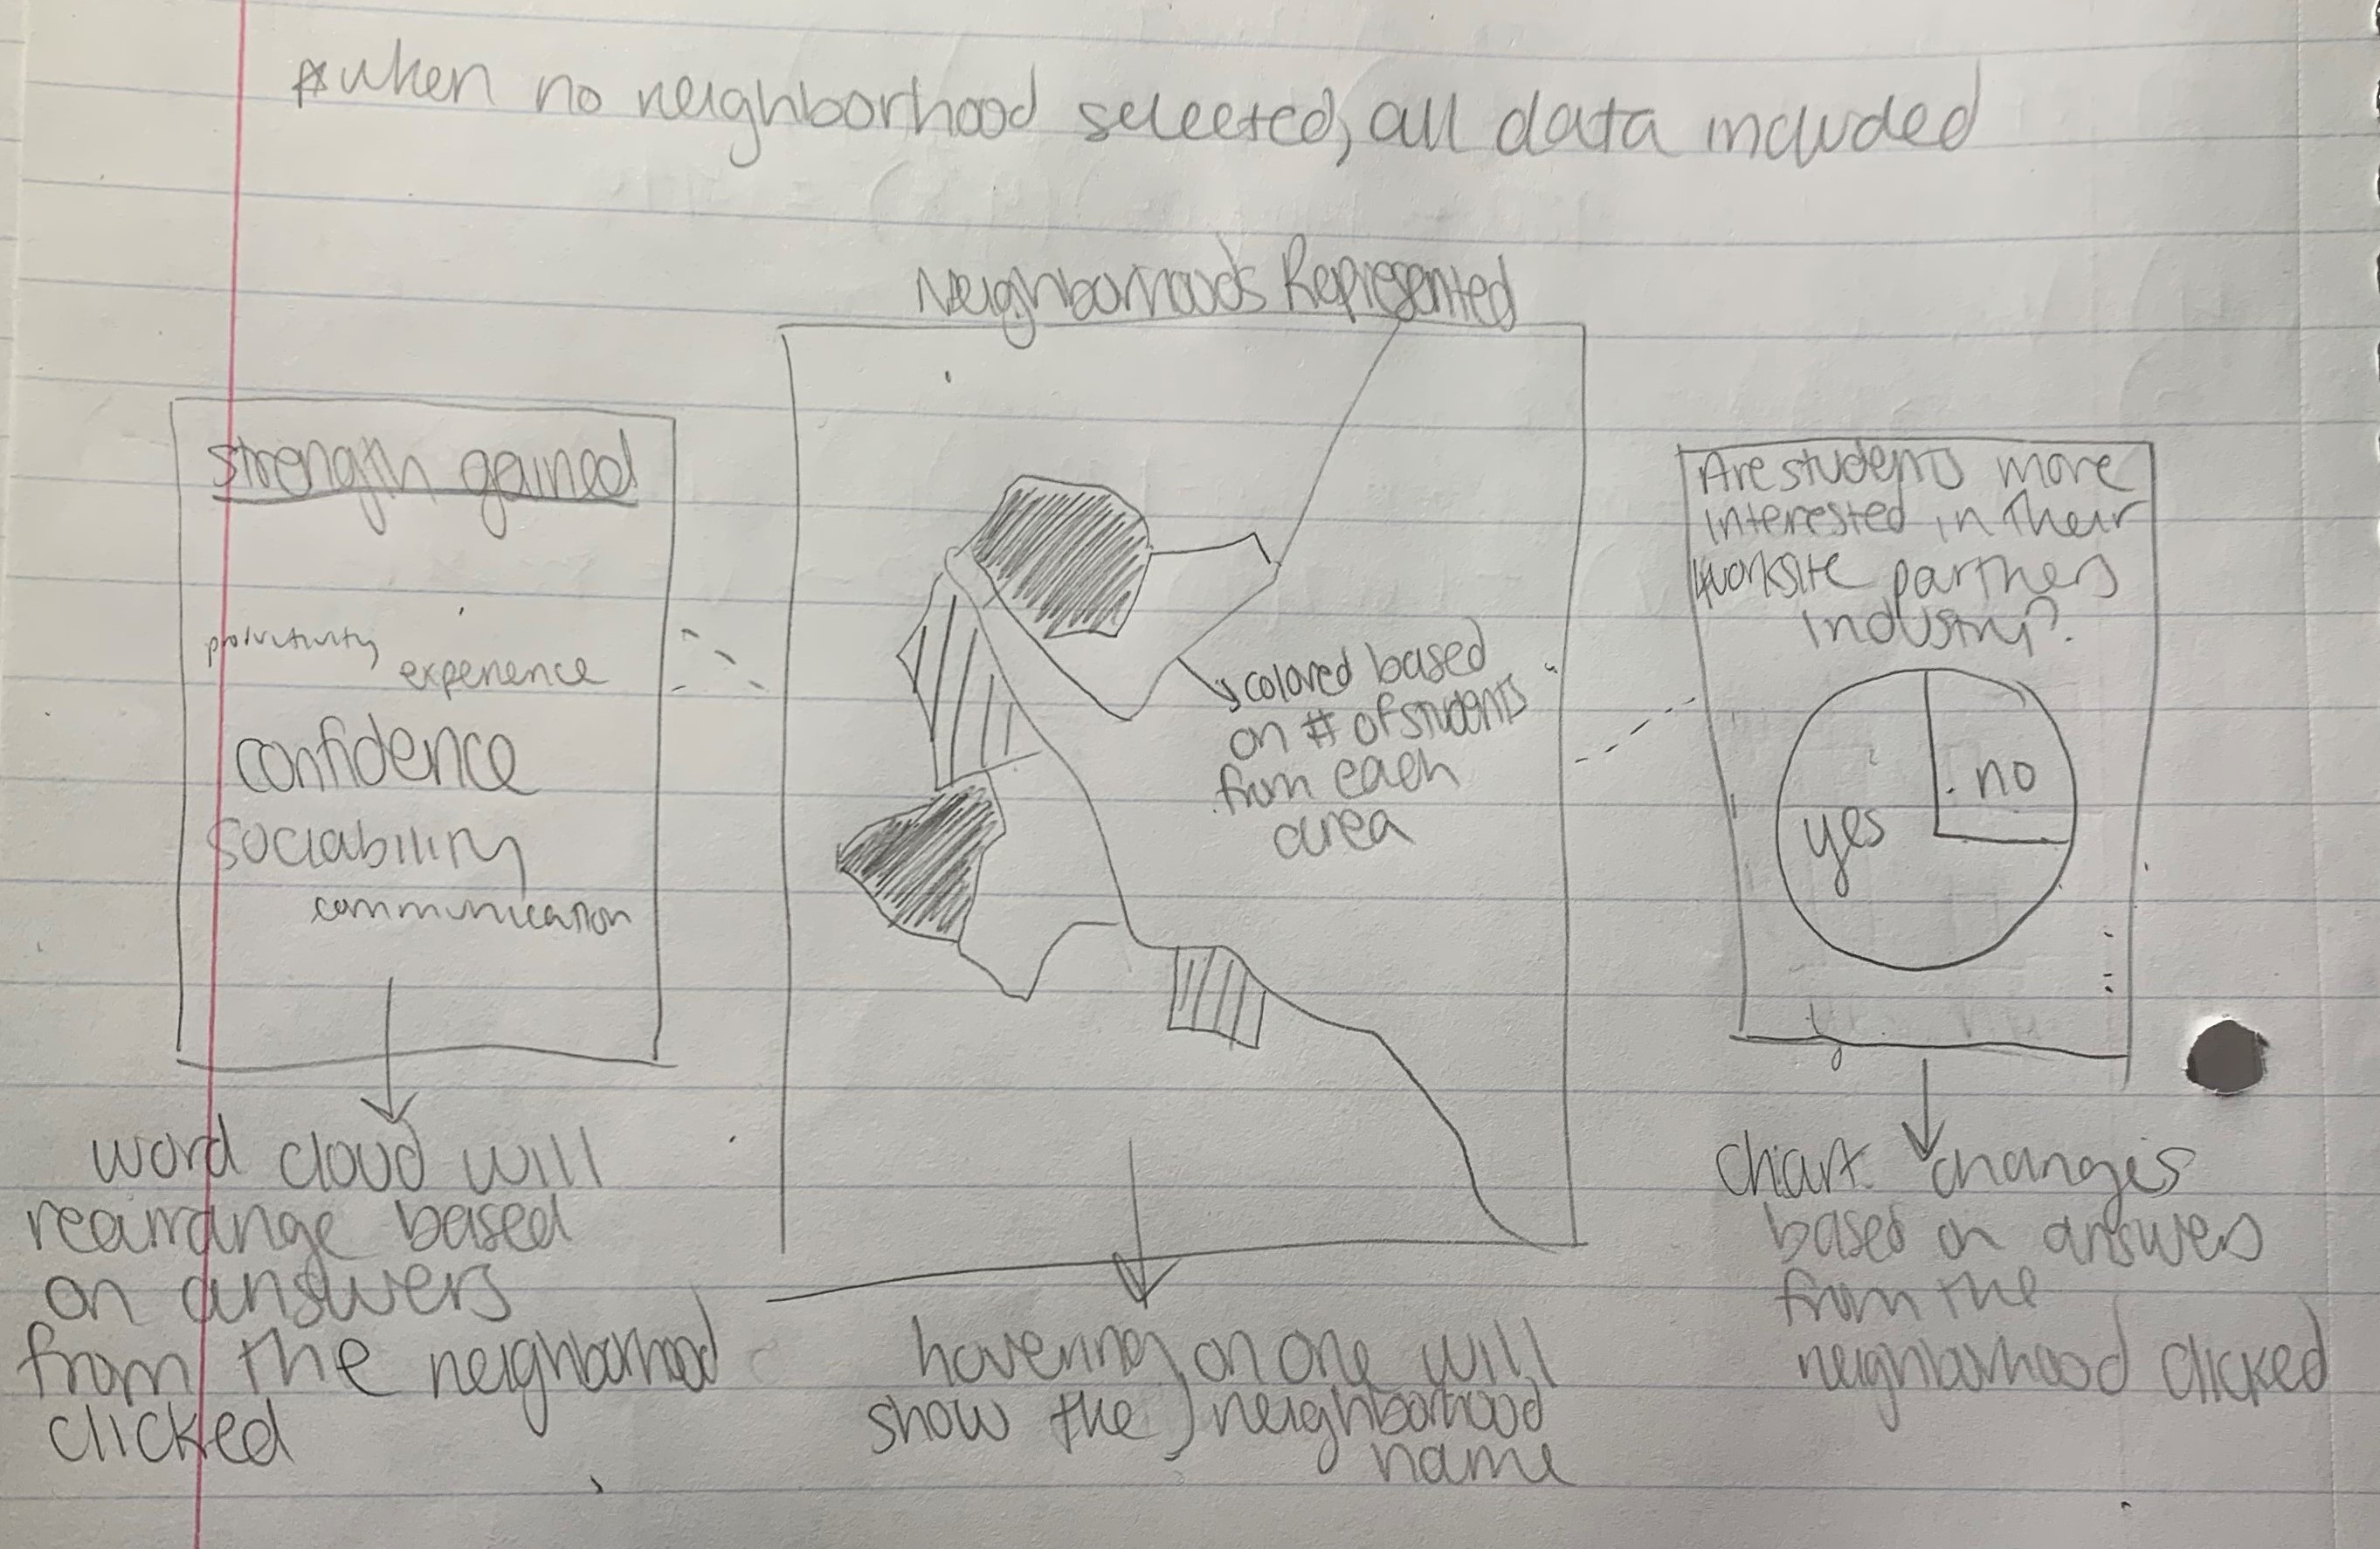 *when no neighborhood selected, all data included
Neighborhoods Represented
strength gained
productivity
experience
confidence
sociability
communication
word cloud will
rearrange based
on answers
from the neighborhood
clicked
colored based
on # of students
from each
area
hovering on one will
show the neighborhood
name
Are students more
interested in their
worksite partners
industry?
yes
no
chart changes
based on answers
from the
neighborhood clicked